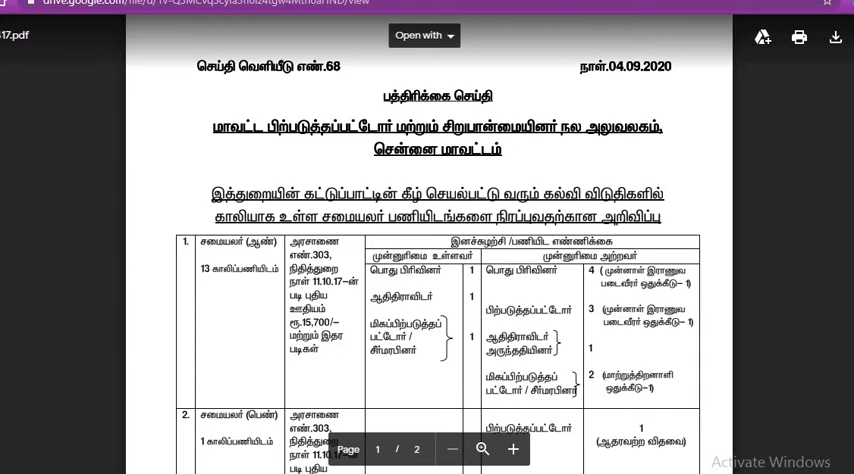 417.pdf
Open with
செய்தி வெளியீடு எண்.68
நாள்.04.09.2020
பத்திரிக்கை செய்தி
மாவட்ட பிற்படுத்தப்பட்டோர் மற்றும் சிறுபான்மையினர் நல அலுவலகம்,
சென்னை மாவட்டம்
இத்துறையின் கட்டுப்பாட்டின் கீழ் செயல்பட்டு வரும் கல்வி விடுதிகளில்
காலியாக உள்ள சமையலர் பணியிடங்களை நிரப்புவதற்கான அறிவிப்பு
1. சமையலர் (ஆண்)
13 காலிப்பணியிடம்
அரசாணை
எண்.303,
நிதித்துறை
நாள் 11.10.17-ன்
படி புதிய
ஊதியம்
ரூ.15,700/-
மற்றும் இதர
படிகள்
இனச்சுழற்சி /பணியிட எண்ணிக்கை
முன்னுரிமை உள்ளவர்
முன்னுரிமை அற்றவர்
பொது பிரிவினர் 1
ஆதிதிராவிடர் 1
மிகப்பிற்படுத்தப்
பட்டோர் / 1
சீர்மரபினர்
பொது பிரிவினர் 4 ( முன்னாள் இராணுவ
படைவீரர் ஒதுக்கீடு- 1)
பிற்படுத்தப்பட்டோர் 3 (முன்னாள் இராணுவ
படைவீரர் ஒதுக்கீடு- 1)
ஆதிதிராவிடர்
அருந்ததியினர் 1
மிகப்பிற்படுத்தப் 2 (மாற்றுத்திறனாளி
பட்டோர் / சீர்மரபினர் ஒதுக்கீடு-1)
2. சமையலர் (பெண்)
1 காலிப்பணியிடம்
அரசாணை
எண்.303,
நிதித்துறை
நாள் 11.10.17-ன்
படி புதிய
பிற்படுத்தப்பட்டோர் 1
(ஆதரவற்ற விதவை)
Page 1 / 2
Activate Windows